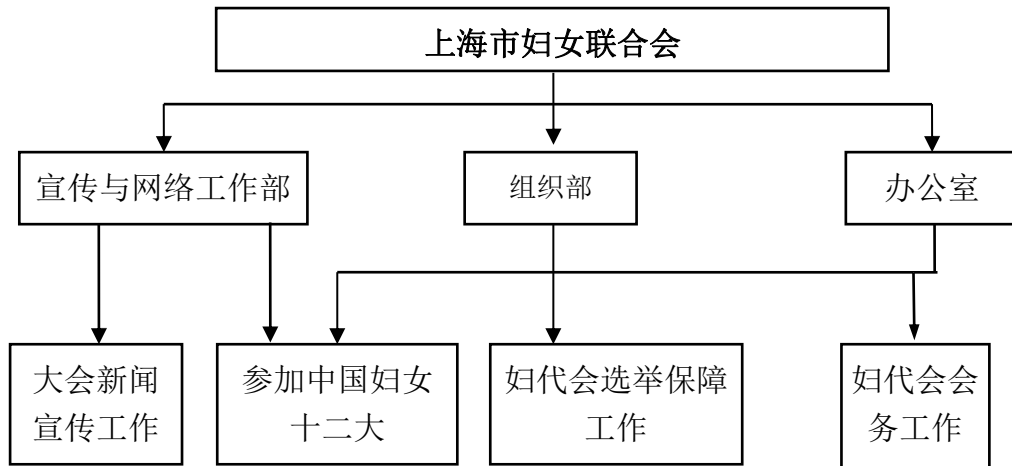 上海市妇女联合会
宣传与网络工作部
组织部
办公室
大会新闻
宣传工作
参加中国妇女
十二大
妇代会选举保障
工作
妇代会会
务工作